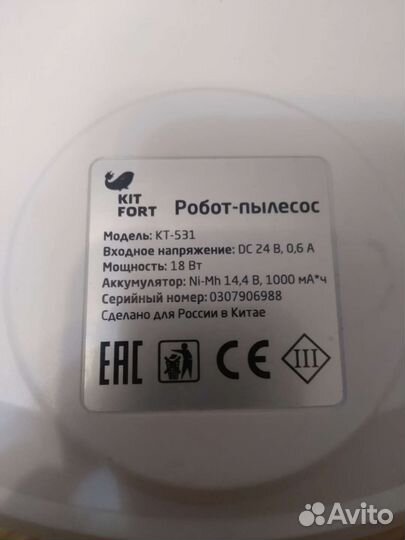 KIT
FORT
Робот-пылесос
Модель: КТ-531
Входное напряжение: DC 24 В, 0,6 А
Мощность: 18 Вт
Аккумулятор: Ni-Mh 14,4 В, 1000 мА*ч
Серийный номер: 0307906988
Сделано для России в Китае
EAC
CE
III
Avito